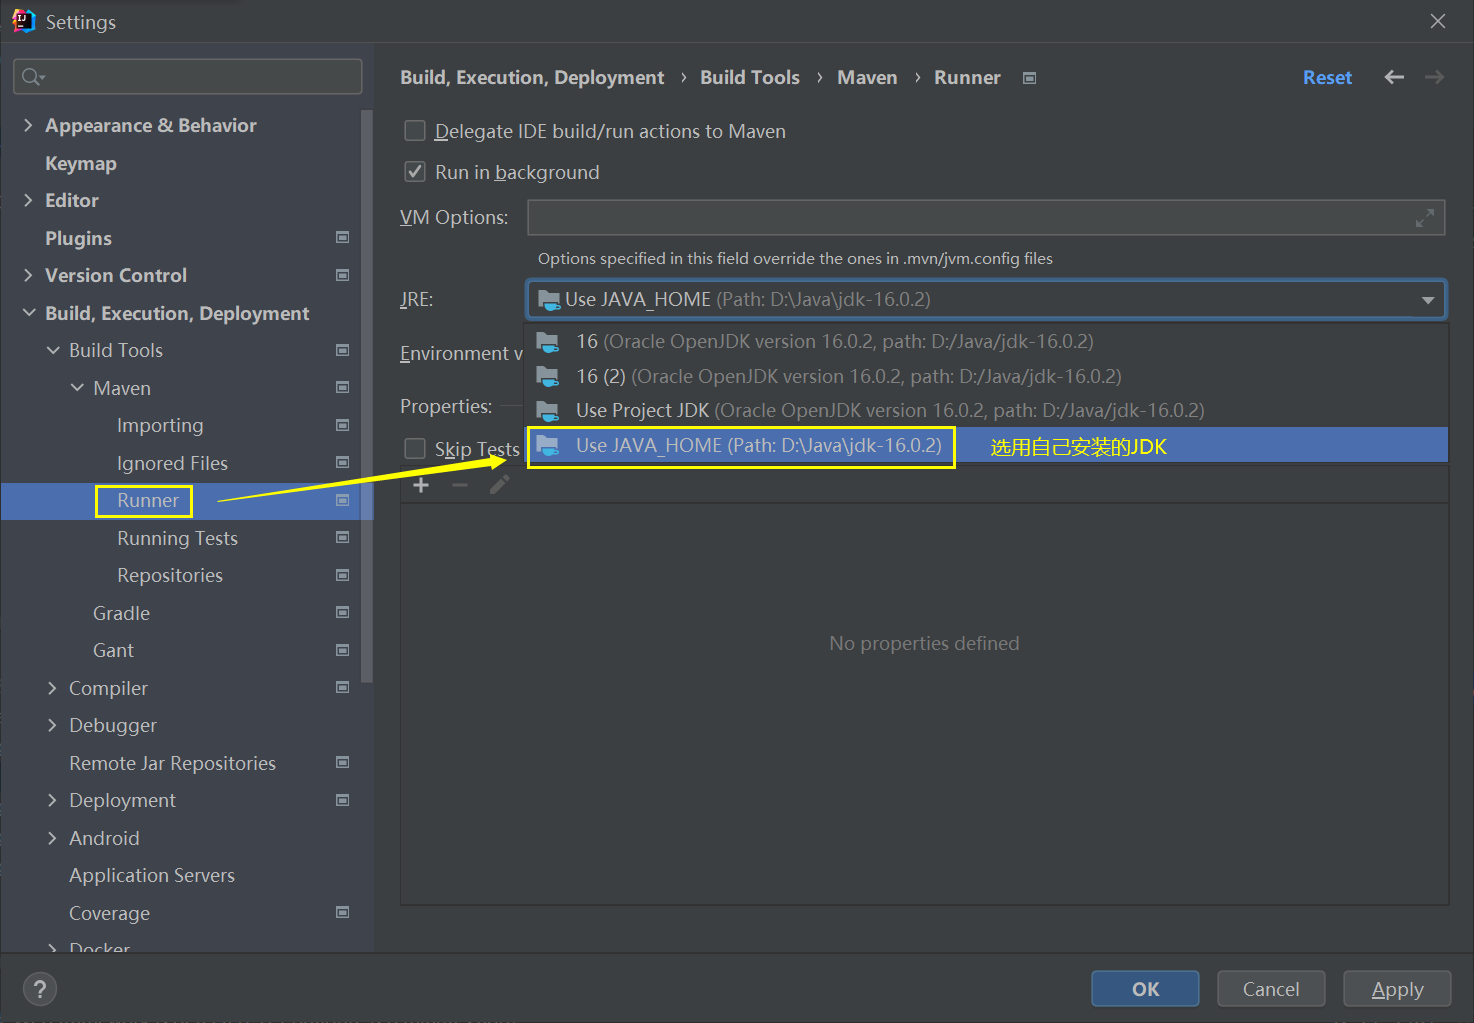 Settings
Build, Execution, Deployment › Build Tools › Maven › Runner
Reset
Appearance & Behavior
Keymap
Editor
Plugins
Version Control
Build, Execution, Deployment
Build Tools
Maven
Importing
Ignored Files
Runner
Running Tests
Repositories
Gradle
Gant
Compiler
Debugger
Remote Jar Repositories
Deployment
Android
Application Servers
Coverage
Docker
Delegate IDE build/run actions to Maven
Run in background
VM Options:
Options specified in this field override the ones in .mvn/jvm.config files
JRE: Use JAVA_HOME (Path: D:\Java\jdk-16.0.2)
16 (Oracle OpenJDK version 16.0.2, path: D:/Java/jdk-16.0.2)
Environment v
16 (2) (Oracle OpenJDK version 16.0.2, path: D:/Java/jdk-16.0.2)
Properties:
Use Project JDK (Oracle OpenJDK version 16.0.2, path: D:/Java/jdk-16.0.2)
Skip Tests
Use JAVA_HOME (Path: D:\Java\jdk-16.0.2) 选用自己安装的JDK
No properties defined
?
OK
Cancel
Apply